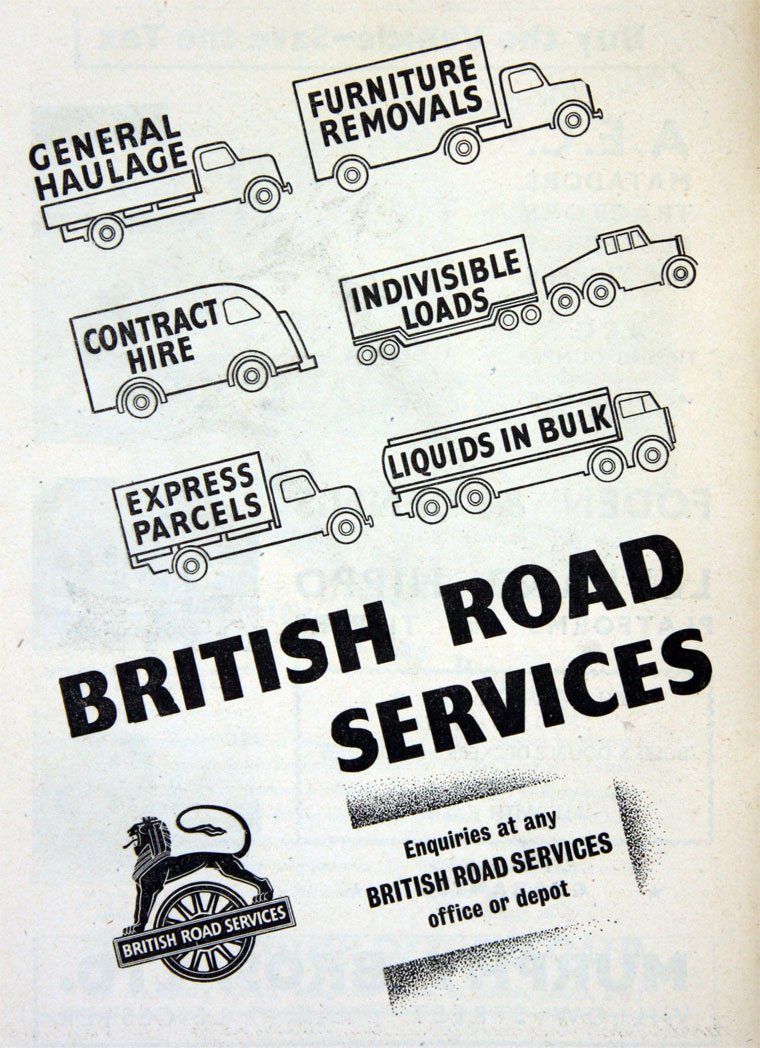 GENERAL
HAULAGE
FURNITURE
REMOVALS
CONTRACT
HIRE
INDIVISIBLE
LOADS
EXPRESS
PARCELS
LIQUIDS IN BULK
BRITISH ROAD
SERVICES
Enquiries at any
BRITISH ROAD SERVICES
office or depot
BRITISH ROAD SERVICES